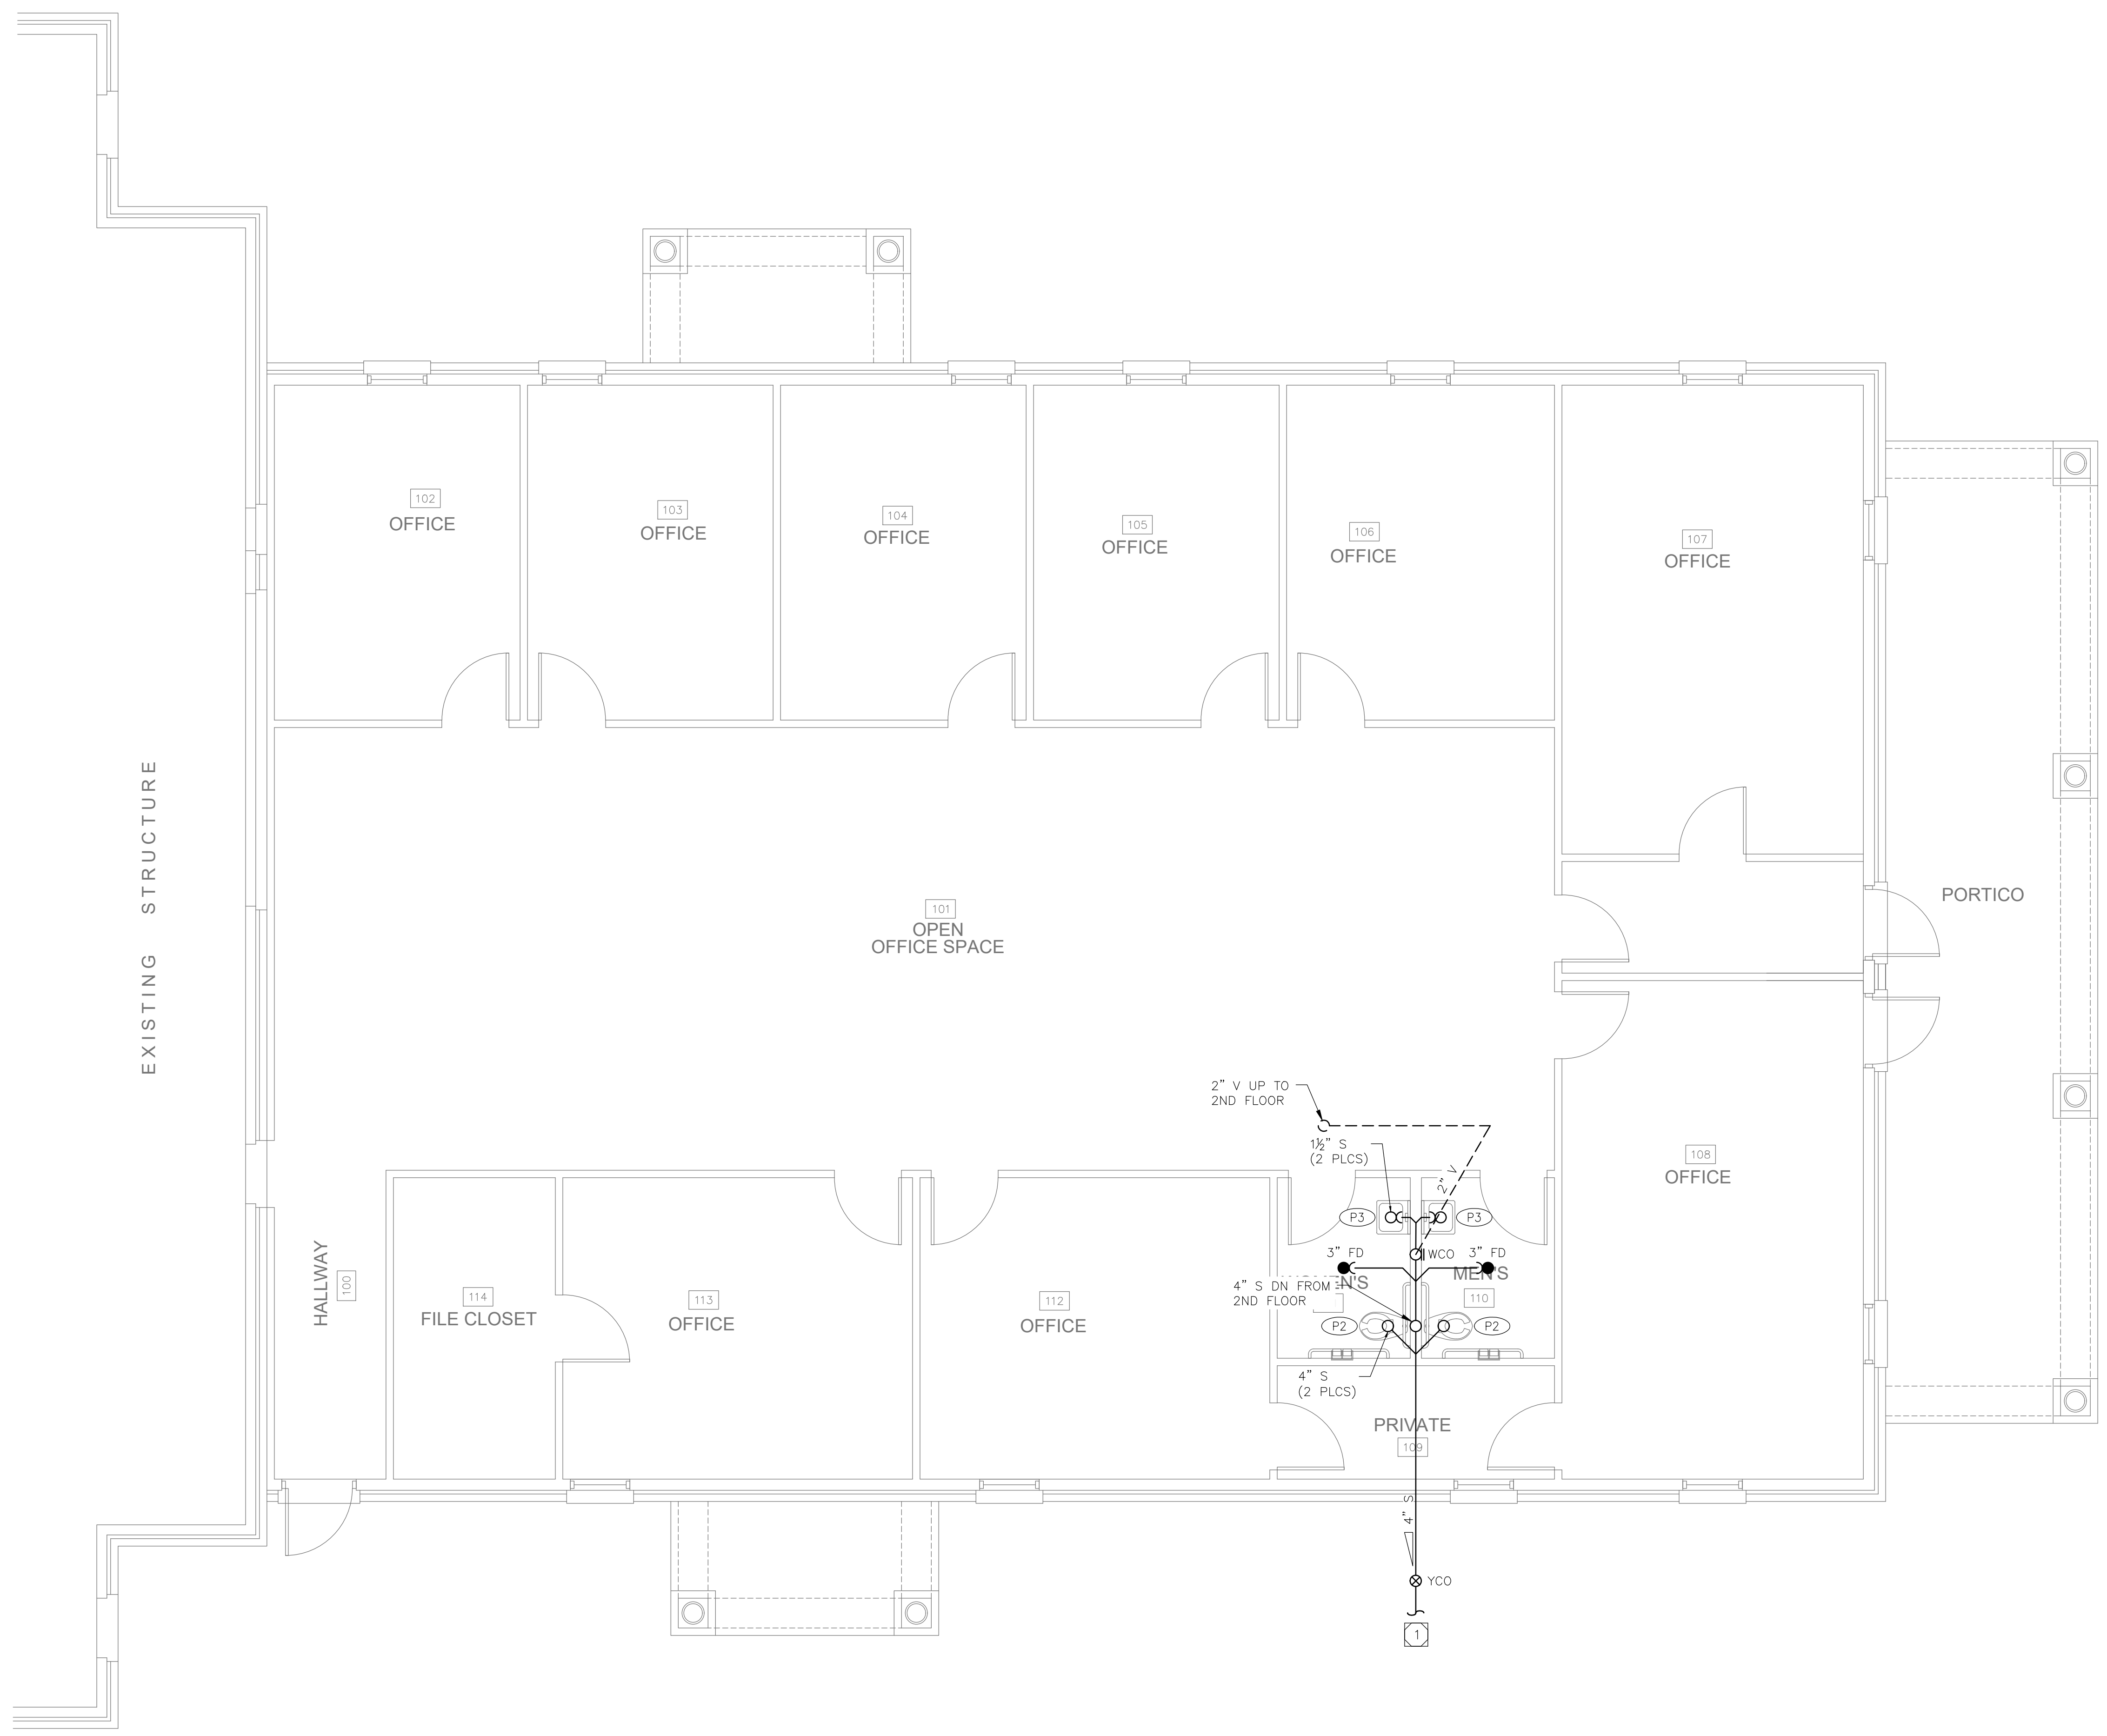 102
OFFICE
103
OFFICE
104
OFFICE
105
OFFICE
106
OFFICE
107
OFFICE
EXISTING STRUCTURE
101
OPEN
OFFICE SPACE
PORTICO
2" V UP TO
2ND FLOOR
1½" S
(2 PLCS)
2" V
108
OFFICE
P3
P3
HALLWAY
100
3" FD
WCO
3" FD
4" S DN FROM
2ND FLOOR
N'S
MEN'S
110
114
FILE CLOSET
113
OFFICE
112
OFFICE
P2
P2
4" S
(2 PLCS)
PRIVATE
109
4" S
YCO
1